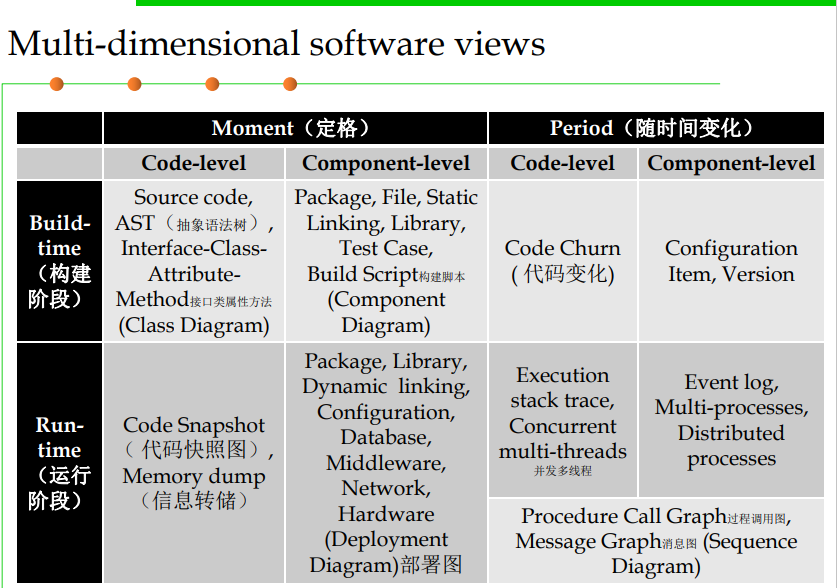 Multi-dimensional software views
Moment（定格） Period（随时间变化）
Code-level Component-level Code-level Component-level
Build-
time
（构建
阶段）
Source code,
AST（抽象语法树）,
Interface-Class-
Attribute-
Method接口类属性方法
(Class Diagram)
Package, File, Static
Linking, Library,
Test Case,
Build Script构建脚本
(Component
Diagram)
Code Churn
( 代码变化)
Configuration
Item, Version
Run-
time
（运行
阶段）
Code Snapshot
（ 代码快照图）,
Memory dump
（信息转储）
Package, Library,
Dynamic linking,
Configuration,
Database,
Middleware,
Network,
Hardware
(Deployment
Diagram)部署图
Execution
stack trace,
Concurrent
multi-threads
并发多线程
Event log,
Multi-processes,
Distributed
processes
Procedure Call Graph过程调用图,
Message Graph消息图 (Sequence
Diagram)